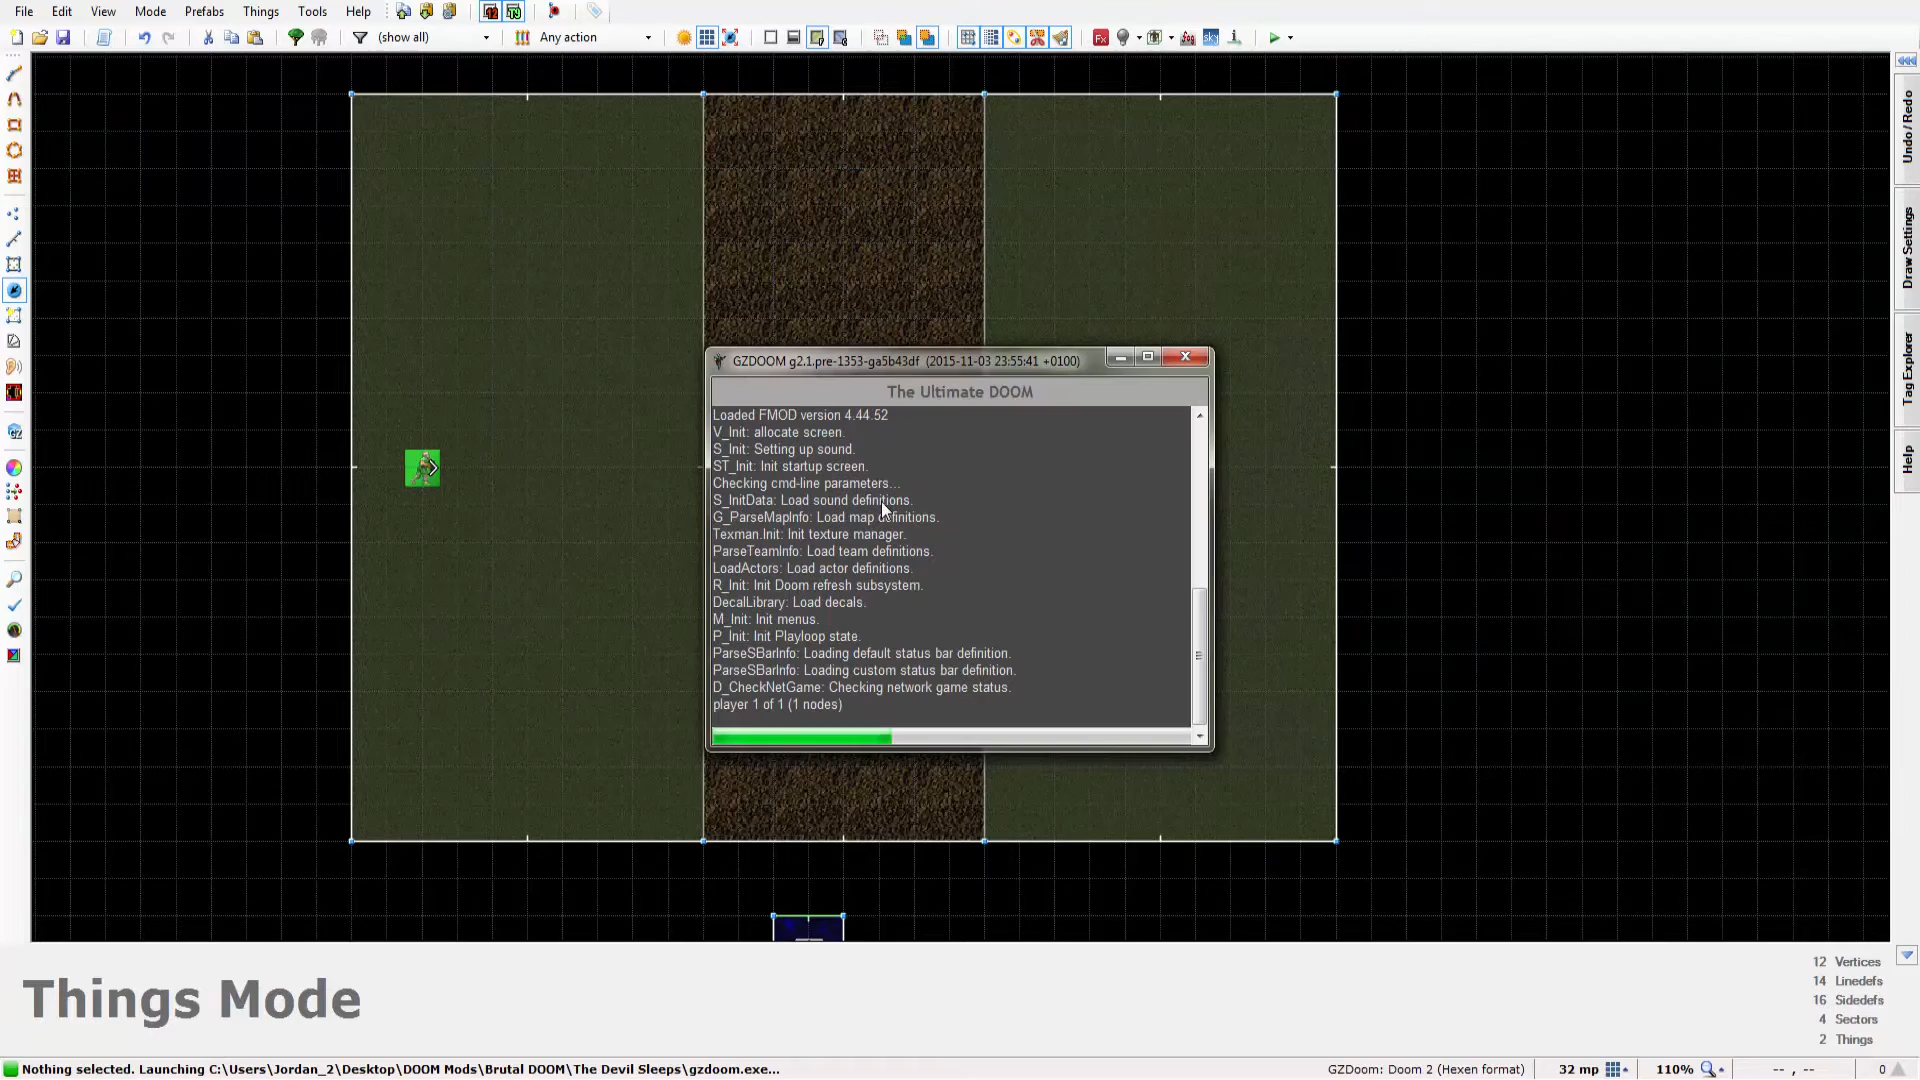 File Edit View Mode Prefabs Things Tools Help
(show all) Any action
Undo / Redo
Draw Settings
Tag Explorer
Help
GZDOOM g2.1.pre-1353-ga5b43df (2015-11-03 23:55:41 +0100)
The Ultimate DOOM
Loaded FMOD version 4.44.52
V_Init: allocate screen.
S_Init: Setting up sound.
ST_Init: Init startup screen.
Checking cmd-line parameters...
S_InitData: Load sound definitions.
G_ParseMapInfo: Load map definitions.
Texman.Init: Init texture manager.
ParseTeamInfo: Load team definitions.
LoadActors: Load actor definitions.
R_Init: Init Doom refresh subsystem.
DecalLibrary: Load decals.
M_Init: Init menus.
P_Init: Init Playloop state.
ParseSBarInfo: Loading default status bar definition.
ParseSBarInfo: Loading custom status bar definition.
D_CheckNetGame: Checking network game status.
player 1 of 1 (1 nodes)
Things Mode
12 Vertices
14 Linedefs
16 Sidedefs
4 Sectors
2 Things
Nothing selected. Launching C:\Users\Jordan_2\Desktop\DOOM Mods\Brutal DOOM\The Devil Sleeps\gzdoom.exe...
GZDoom: Doom 2 (Hexen format) 32 mp 110% -- , -- 0